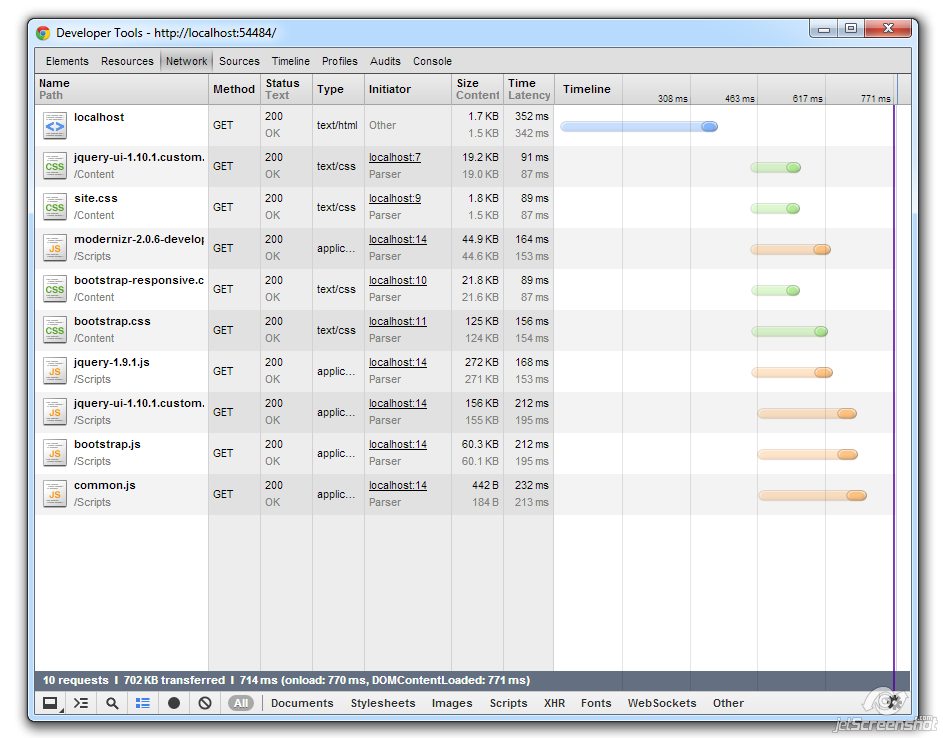 Developer Tools - http://localhost:54484/
Elements Resources Network Sources Timeline Profiles Audits Console
Name Path Method Status Text Type Initiator Size Content Time Latency Timeline 308 ms 463 ms 617 ms 771 ms
localhost GET 200 OK text/html Other 1.7 KB 1.5 KB 352 ms 342 ms
CSS jquery-ui-1.10.1.custom. /Content GET 200 OK text/css localhost:7 Parser 19.2 KB 19.0 KB 91 ms 87 ms
CSS site.css /Content GET 200 OK text/css localhost:9 Parser 1.8 KB 1.5 KB 89 ms 87 ms
JS modernizr-2.0.6-develop /Scripts GET 200 OK applic... localhost:14 Parser 44.9 KB 44.6 KB 164 ms 153 ms
CSS bootstrap-responsive.c /Content GET 200 OK text/css localhost:10 Parser 21.8 KB 21.6 KB 89 ms 87 ms
CSS bootstrap.css /Content GET 200 OK text/css localhost:11 Parser 125 KB 124 KB 156 ms 154 ms
JS jquery-1.9.1.js /Scripts GET 200 OK applic... localhost:14 Parser 272 KB 271 KB 168 ms 153 ms
JS jquery-ui-1.10.1.custom. /Scripts GET 200 OK applic... localhost:14 Parser 156 KB 155 KB 212 ms 195 ms
JS bootstrap.js /Scripts GET 200 OK applic... localhost:14 Parser 60.3 KB 60.1 KB 212 ms 195 ms
JS common.js /Scripts GET 200 OK applic... localhost:14 Parser 442 B 184 B 232 ms 213 ms
10 requests I 702 KB transferred I 714 ms (onload: 770 ms, DOMContentLoaded: 771 ms)
All Documents Stylesheets Images Scripts XHR Fonts WebSockets Other
jetScreenshot .com